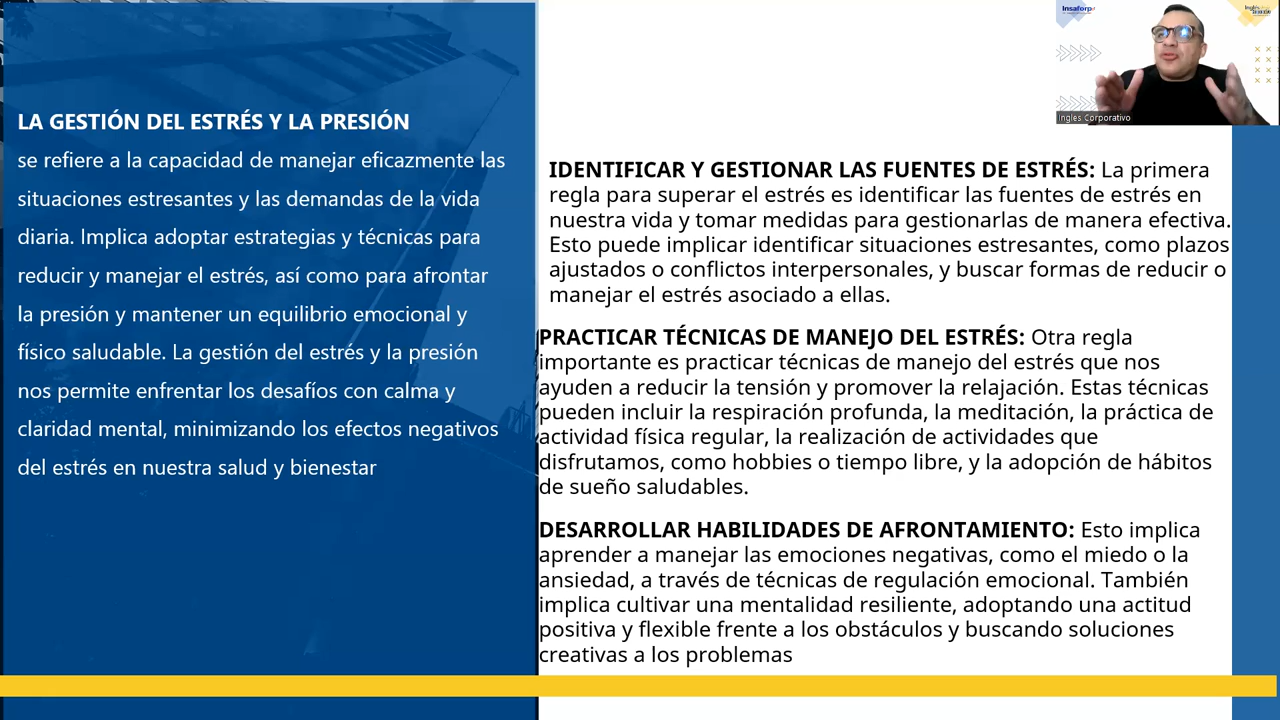 LA GESTIÓN DEL ESTRÉS Y LA PRESIÓN
se refiere a la capacidad de manejar eficazmente las
situaciones estresantes y las demandas de la vida
diaria. Implica adoptar estrategias y técnicas para
reducir y manejar el estrés, así como para afrontar
la presión y mantener un equilibrio emocional y
físico saludable. La gestión del estrés y la presión
nos permite enfrentar los desafíos con calma y
claridad mental, minimizando los efectos negativos
del estrés en nuestra salud y bienestar
Insaforp
Ingles Corporativo
IDENTIFICAR Y GESTIONAR LAS FUENTES DE ESTRÉS: La primera
regla para superar el estrés es identificar las fuentes de estrés en
nuestra vida y tomar medidas para gestionarlas de manera efectiva.
Esto puede implicar identificar situaciones estresantes, como plazos
ajustados o conflictos interpersonales, y buscar formas de reducir o
manejar el estrés asociado a ellas.
PRACTICAR TÉCNICAS DE MANEJO DEL ESTRÉS: Otra regla
importante es practicar técnicas de manejo del estrés que nos
ayuden a reducir la tensión y promover la relajación. Estas técnicas
pueden incluir la respiración profunda, la meditación, la práctica de
actividad física regular, la realización de actividades que
disfrutamos, como hobbies o tiempo libre, y la adopción de hábitos
de sueño saludables.
DESARROLLAR HABILIDADES DE AFRONTAMIENTO: Esto implica
aprender a manejar las emociones negativas, como el miedo o la
ansiedad, a través de técnicas de regulación emocional. También
implica cultivar una mentalidad resiliente, adoptando una actitud
positiva y flexible frente a los obstáculos y buscando soluciones
creativas a los problemas